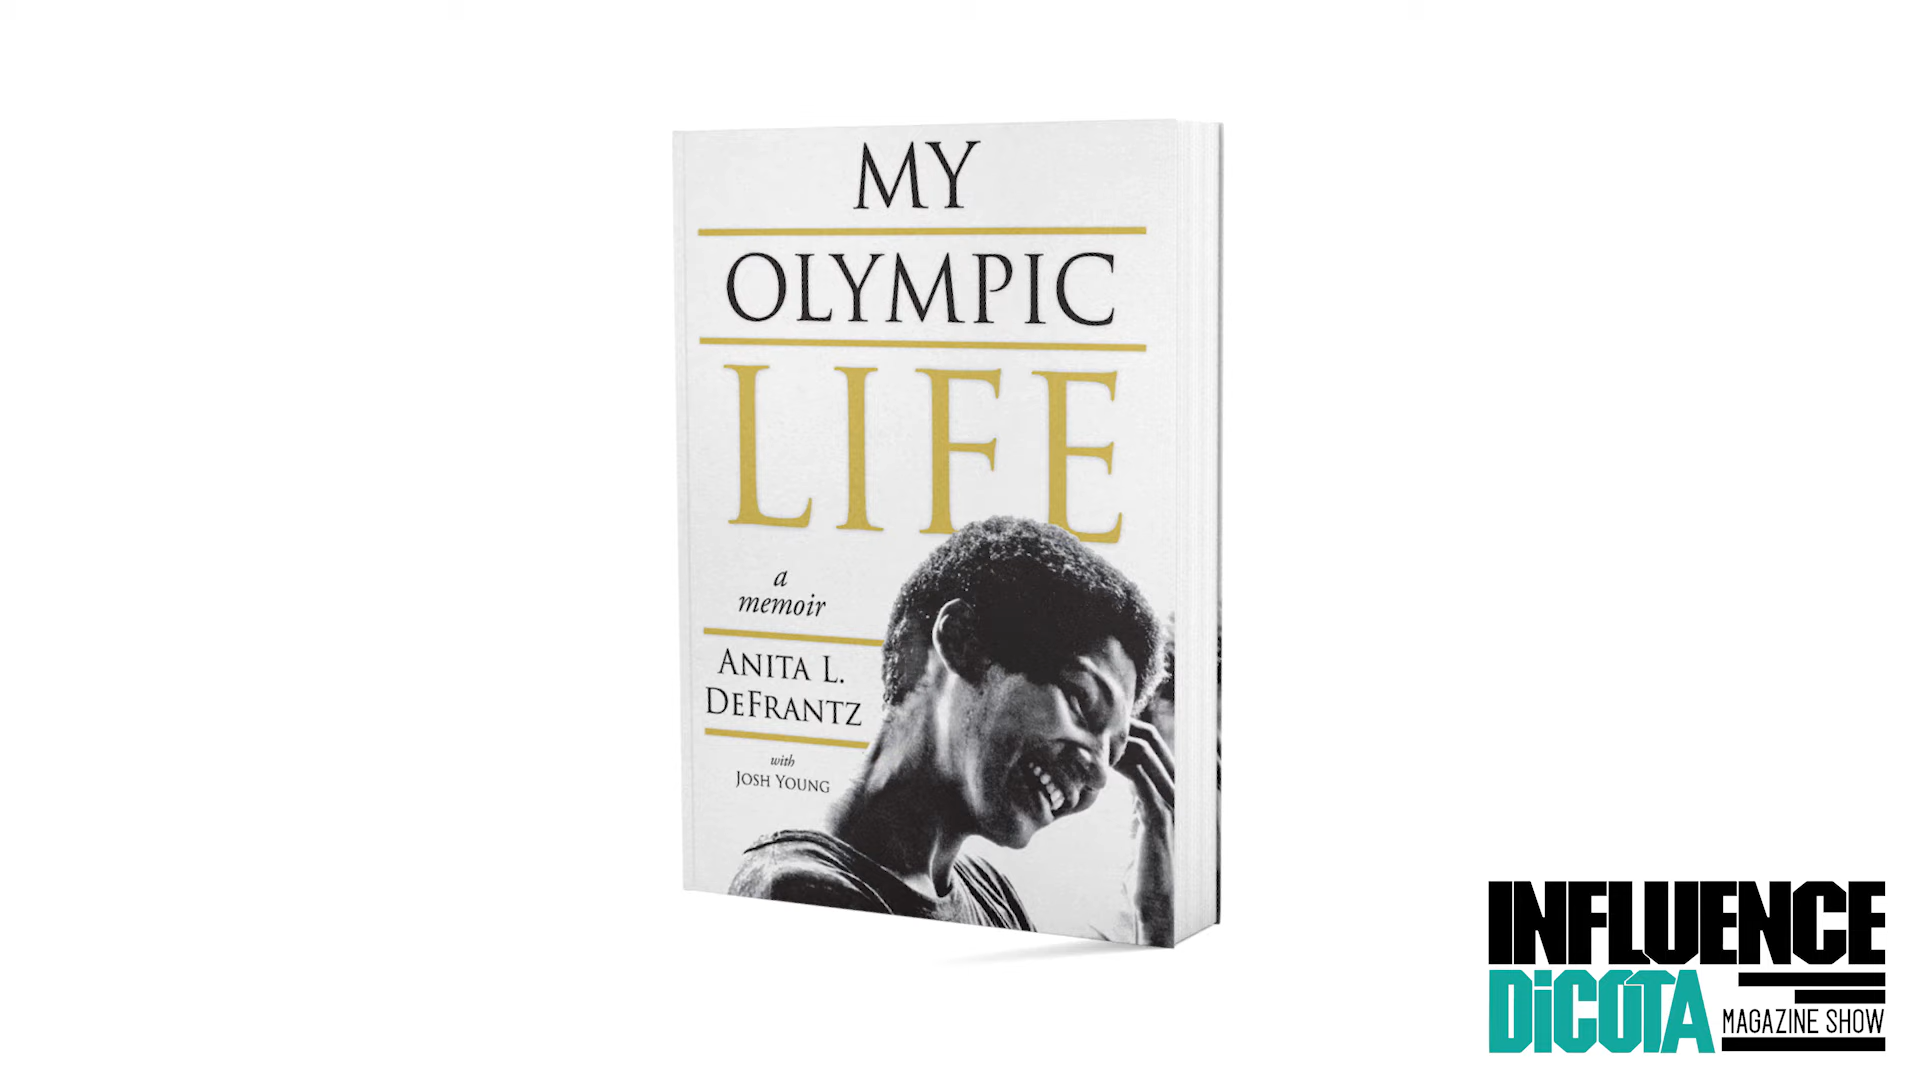 MY
OLYMPIC
LIFE
a
memoir
ANITA L.
DEFRANTZ
with
JOSH YOUNG
INFLUENCE
DiCOTA
MAGAZINE SHOW